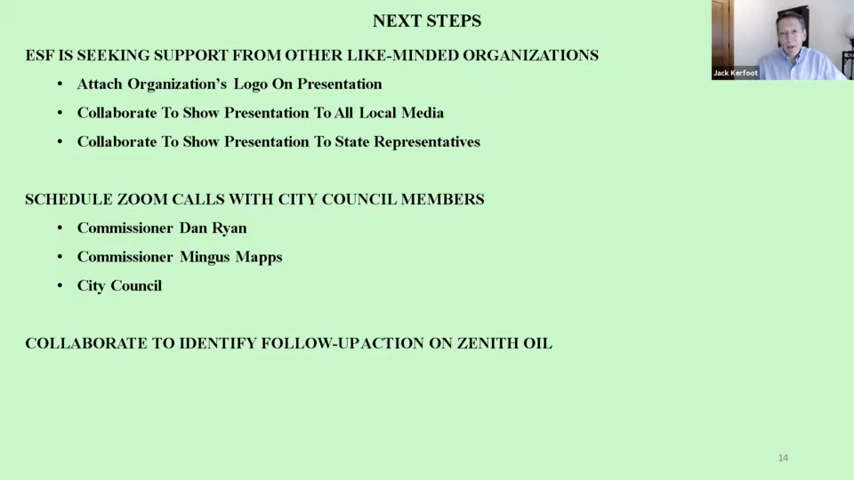 NEXT STEPS
Jack Kerfoot
ESF IS SEEKING SUPPORT FROM OTHER LIKE-MINDED ORGANIZATIONS
• Attach Organization's Logo On Presentation
• Collaborate To Show Presentation To All Local Media
• Collaborate To Show Presentation To State Representatives
SCHEDULE ZOOM CALLS WITH CITY COUNCIL MEMBERS
• Commissioner Dan Ryan
• Commissioner Mingus Mapps
• City Council
COLLABORATE TO IDENTIFY FOLLOW-UP ACTION ON ZENITH OIL
14